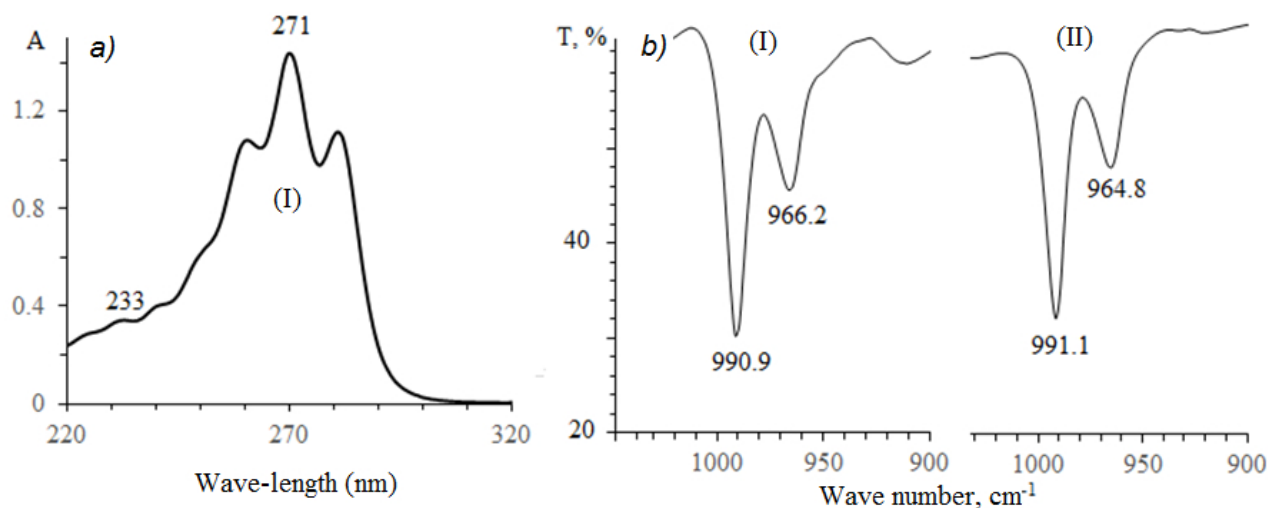 A
a)
271
1.2
(I)
0.8
233
0.4
0
220
270
320
Wave-length (nm)
T, %
b)
(I)
(II)
966.2
964.8
40
990.9
991.1
20
1000
950
900
1000
950
900
Wave number, cm-1